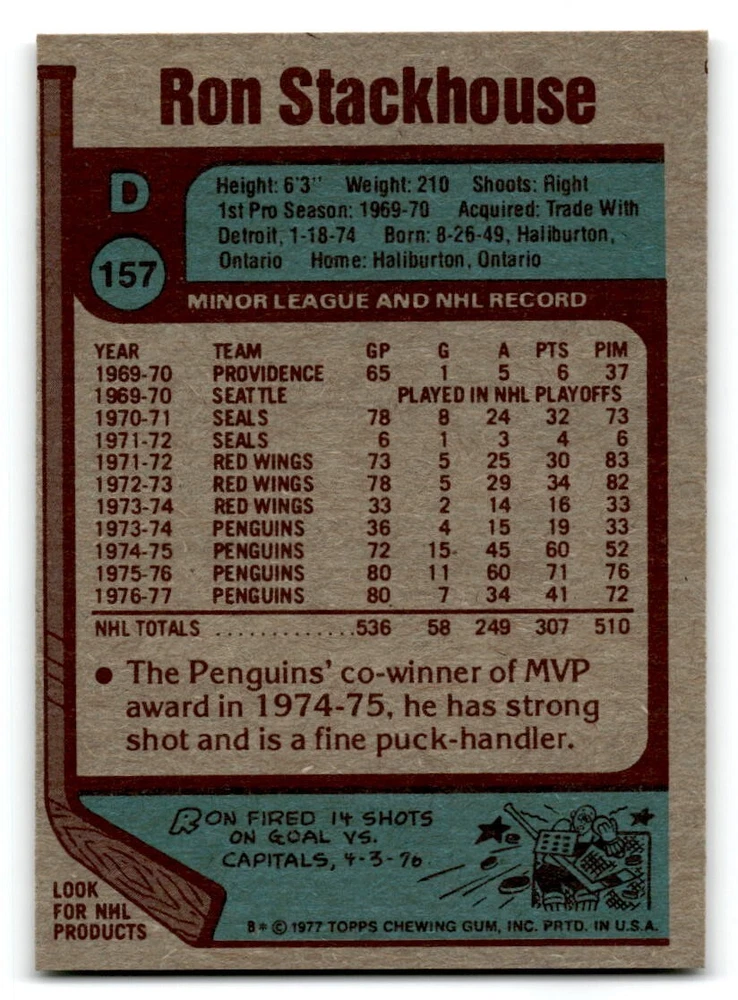 Ron Stackhouse
D
157
Height: 6'3" Weight: 210 Shoots: Right
1st Pro Season: 1969-70 Acquired: Trade With
Detroit, 1-18-74 Born: 8-26-49, Haliburton,
Ontario Home: Haliburton, Ontario
MINOR LEAGUE AND NHL RECORD
YEAR TEAM GP G A PTS PIM
1969-70 PROVIDENCE 65 1 5 6 37
1969-70 SEATTLE PLAYED IN NHL PLAYOFFS
1970-71 SEALS 78 8 24 32 73
1971-72 SEALS 6 1 3 4 6
1971-72 RED WINGS 73 5 25 30 83
1972-73 RED WINGS 78 5 29 34 82
1973-74 RED WINGS 33 2 14 16 33
1973-74 PENGUINS 36 4 15 19 33
1974-75 PENGUINS 72 15 45 60 52
1975-76 PENGUINS 80 11 60 71 76
1976-77 PENGUINS 80 7 34 41 72
NHL TOTALS ............536 58 249 307 510
● The Penguins' co-winner of MVP
award in 1974-75, he has strong
shot and is a fine puck-handler.
RON FIRED 14 SHOTS
ON GOAL VS.
CAPITALS, 4-3-76
LOOK
FOR NHL
PRODUCTS
B* © 1977 TOPPS CHEWING GUM, INC. PRTD. IN U.S.A.